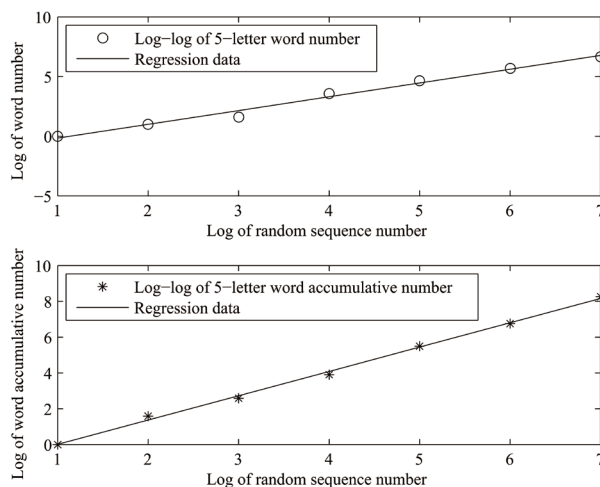 10
Log−log of 5−letter word number
Regression data
5
0
−5
Log of word number
1 2 3 4 5 6 7
Log of random sequence number
10
Log−log of 5−letter word accumulative number
Regression data
8
6
4
2
0
Log of word accumulative number
1 2 3 4 5 6 7
Log of random sequence number